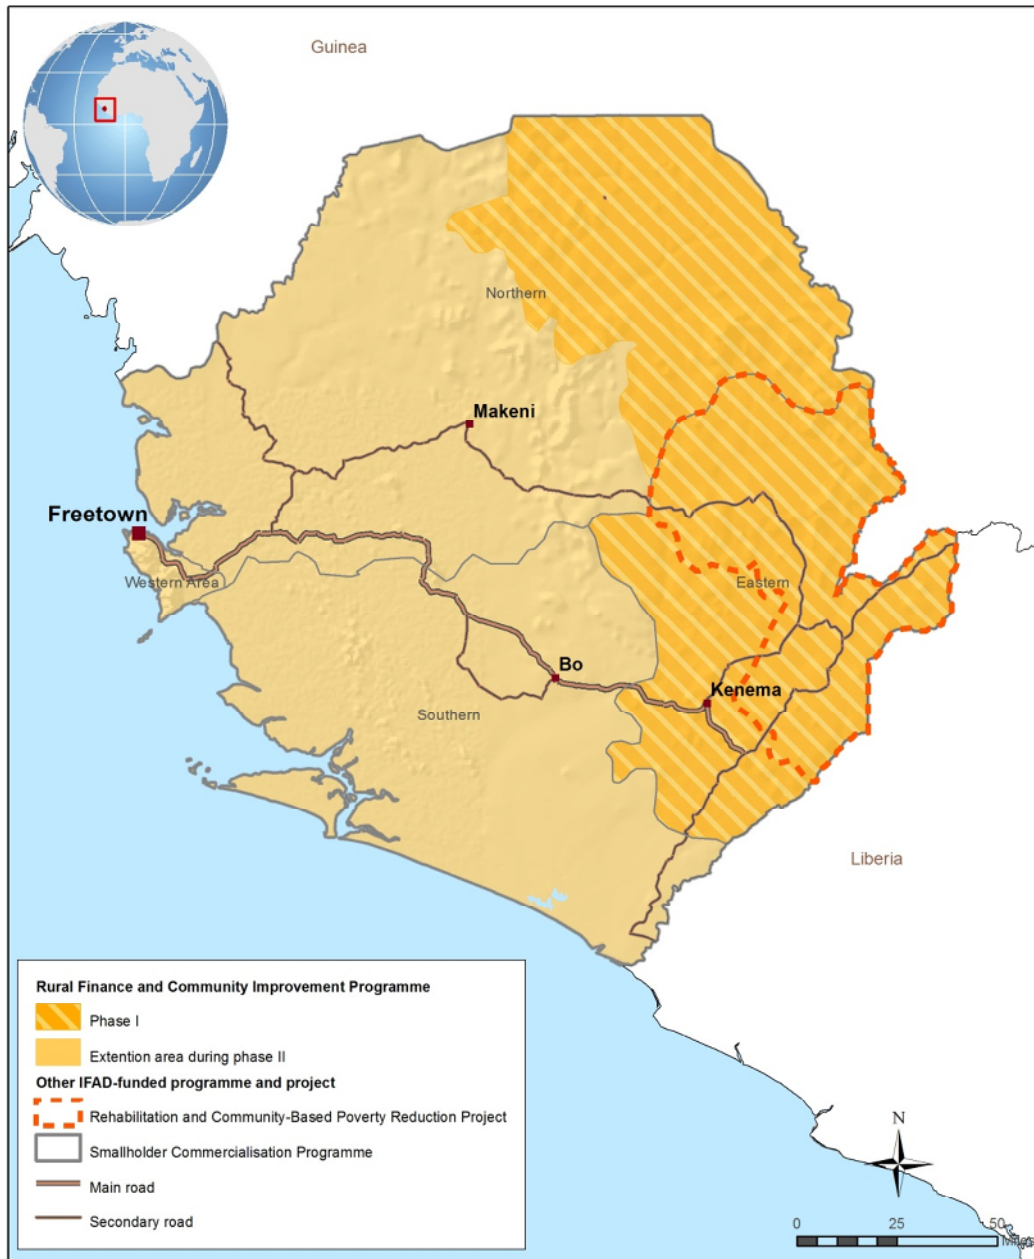 Guinea
Northern
Makeni
Freetown
Western Area
Eastern
Bo
Kenema
Southern
Liberia
Rural Finance and Community Improvement Programme
Phase I
Extention area during phase II
Other IFAD-funded programme and project
Rehabilitation and Community-Based Poverty Reduction Project
Smallholder Commercialisation Programme
Main road
Secondary road
N
0 25 50
Miles